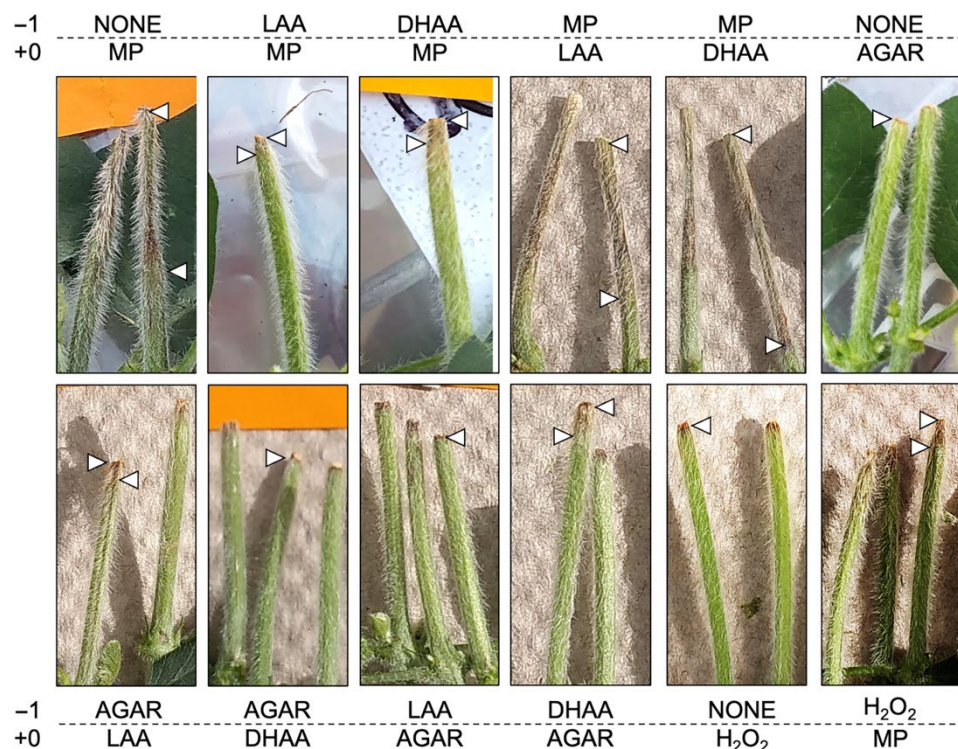 –1 NONE LAA DHAA MP MP NONE
+0 MP MP MP LAA DHAA AGAR
–1 AGAR AGAR LAA DHAA NONE H₂O₂
+0 LAA DHAA AGAR AGAR H₂O₂ MP